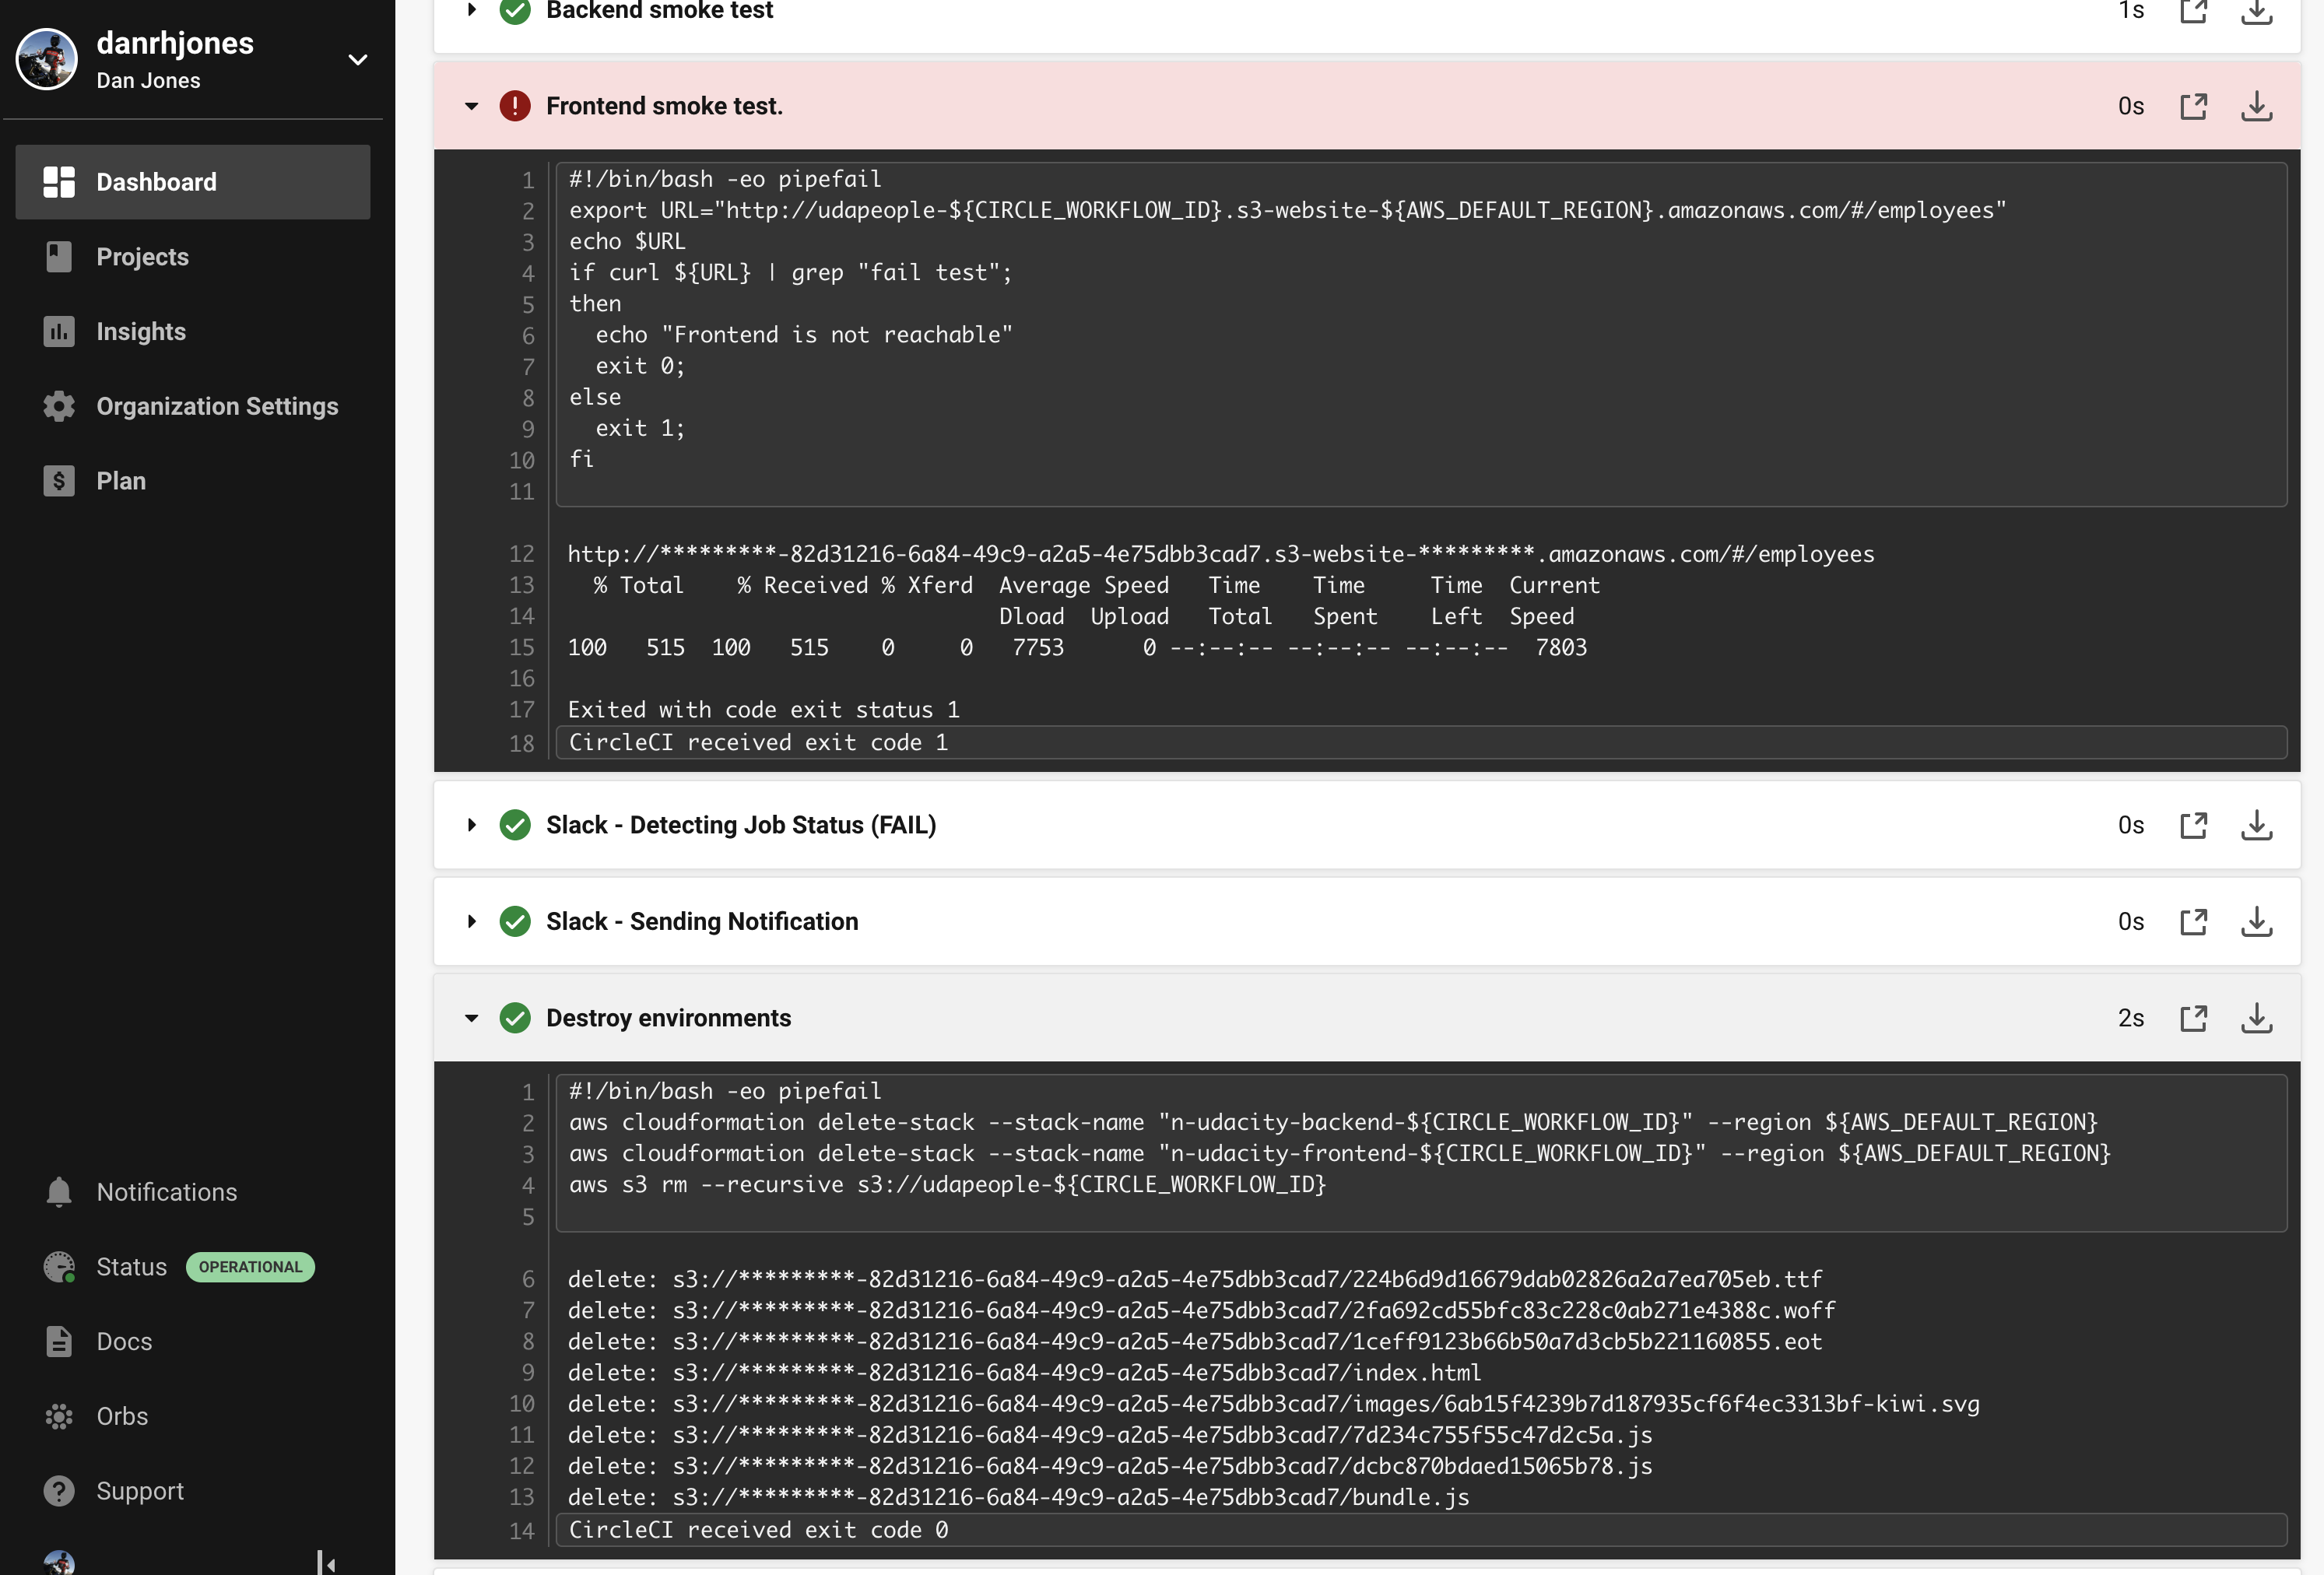 danrhjones
Dan Jones
Dashboard
Projects
Insights
Organization Settings
Plan
Notifications
Status OPERATIONAL
Docs
Orbs
Support
Backend smoke test 1s
Frontend smoke test. 0s
1 #!/bin/bash -eo pipefail
2 export URL="http://udapeople-${CIRCLE_WORKFLOW_ID}.s3-website-${AWS_DEFAULT_REGION}.amazonaws.com/#/employees"
3 echo $URL
4 if curl ${URL} | grep "fail test";
5 then
6 echo "Frontend is not reachable"
7 exit 0;
8 else
9 exit 1;
10 fi
11
12 http://*********-82d31216-6a84-49c9-a2a5-4e75dbb3cad7.s3-website-*********.amazonaws.com/#/employees
13 % Total % Received % Xferd Average Speed Time Time Time Current
14 Dload Upload Total Spent Left Speed
15 100 515 100 515 0 0 7753 0 --:--:-- --:--:-- --:--:-- 7803
16
17 Exited with code exit status 1
18 CircleCI received exit code 1
Slack - Detecting Job Status (FAIL) 0s
Slack - Sending Notification 0s
Destroy environments 2s
1 #!/bin/bash -eo pipefail
2 aws cloudformation delete-stack --stack-name "n-udacity-backend-${CIRCLE_WORKFLOW_ID}" --region ${AWS_DEFAULT_REGION}
3 aws cloudformation delete-stack --stack-name "n-udacity-frontend-${CIRCLE_WORKFLOW_ID}" --region ${AWS_DEFAULT_REGION}
4 aws s3 rm --recursive s3://udapeople-${CIRCLE_WORKFLOW_ID}
5
6 delete: s3://*********-82d31216-6a84-49c9-a2a5-4e75dbb3cad7/224b6d9d16679dab02826a2a7ea705eb.ttf
7 delete: s3://*********-82d31216-6a84-49c9-a2a5-4e75dbb3cad7/2fa692cd55bfc83c228c0ab271e4388c.woff
8 delete: s3://*********-82d31216-6a84-49c9-a2a5-4e75dbb3cad7/1ceff9123b66b50a7d3cb5b221160855.eot
9 delete: s3://*********-82d31216-6a84-49c9-a2a5-4e75dbb3cad7/index.html
10 delete: s3://*********-82d31216-6a84-49c9-a2a5-4e75dbb3cad7/images/6ab15f4239b7d187935cf6f4ec3313bf-kiwi.svg
11 delete: s3://*********-82d31216-6a84-49c9-a2a5-4e75dbb3cad7/7d234c755f55c47d2c5a.js
12 delete: s3://*********-82d31216-6a84-49c9-a2a5-4e75dbb3cad7/dcbc870bdaed15065b78.js
13 delete: s3://*********-82d31216-6a84-49c9-a2a5-4e75dbb3cad7/bundle.js
14 CircleCI received exit code 0